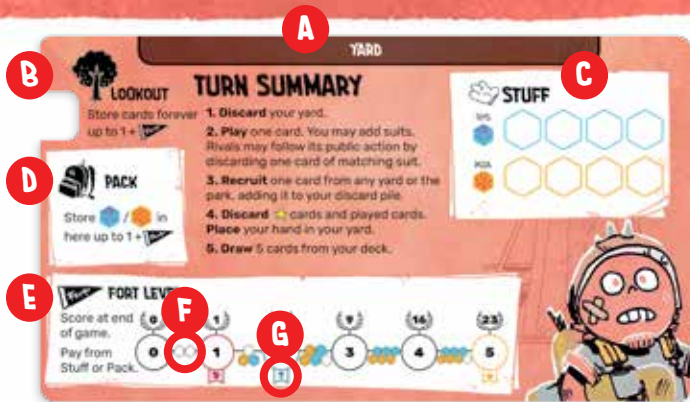 A
YARD
B
LOOKOUT
Store cards forever
up to 1 +
TURN SUMMARY
1. Discard your yard.
2. Play one card. You may add suits.
Rivals may follow its public action by
discarding one card of matching suit.
3. Recruit one card from any yard or the
park, adding it to your discard pile.
4. Discard cards and played cards.
Place your hand in your yard.
5. Draw 5 cards from your deck.
C
STUFF
PIZZA
D
PACK
Store / in
here up to 1 +
E
FORT LEVEL
F
G
Score at end
of game.
0 1 9 16 23
Pay from
Stuff or Pack.
0 1 3 4 5